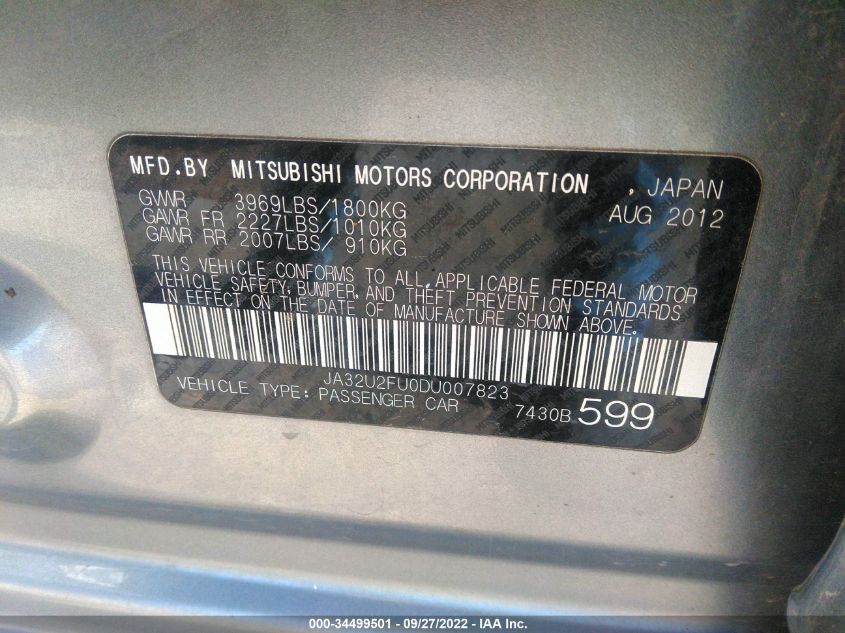 MFD.BY MITSUBISHI MOTORS CORPORATION , JAPAN
GVWR 3969LBS/1800KG AUG 2012
GAWR FR 2227LBS/1010KG
GAWR RR 2007LBS/ 910KG
THIS VEHICLE CONFORMS TO ALL APPLICABLE FEDERAL MOTOR
VEHICLE SAFETY, BUMPER, AND THEFT PREVENTION STANDARDS
IN EFFECT ON THE DATE OF MANUFACTURE SHOWN ABOVE.
JA32U2FU0DU007823
VEHICLE TYPE: PASSENGER CAR 7430B 599
000-34499501 - 09/27/2022 - IAA Inc.